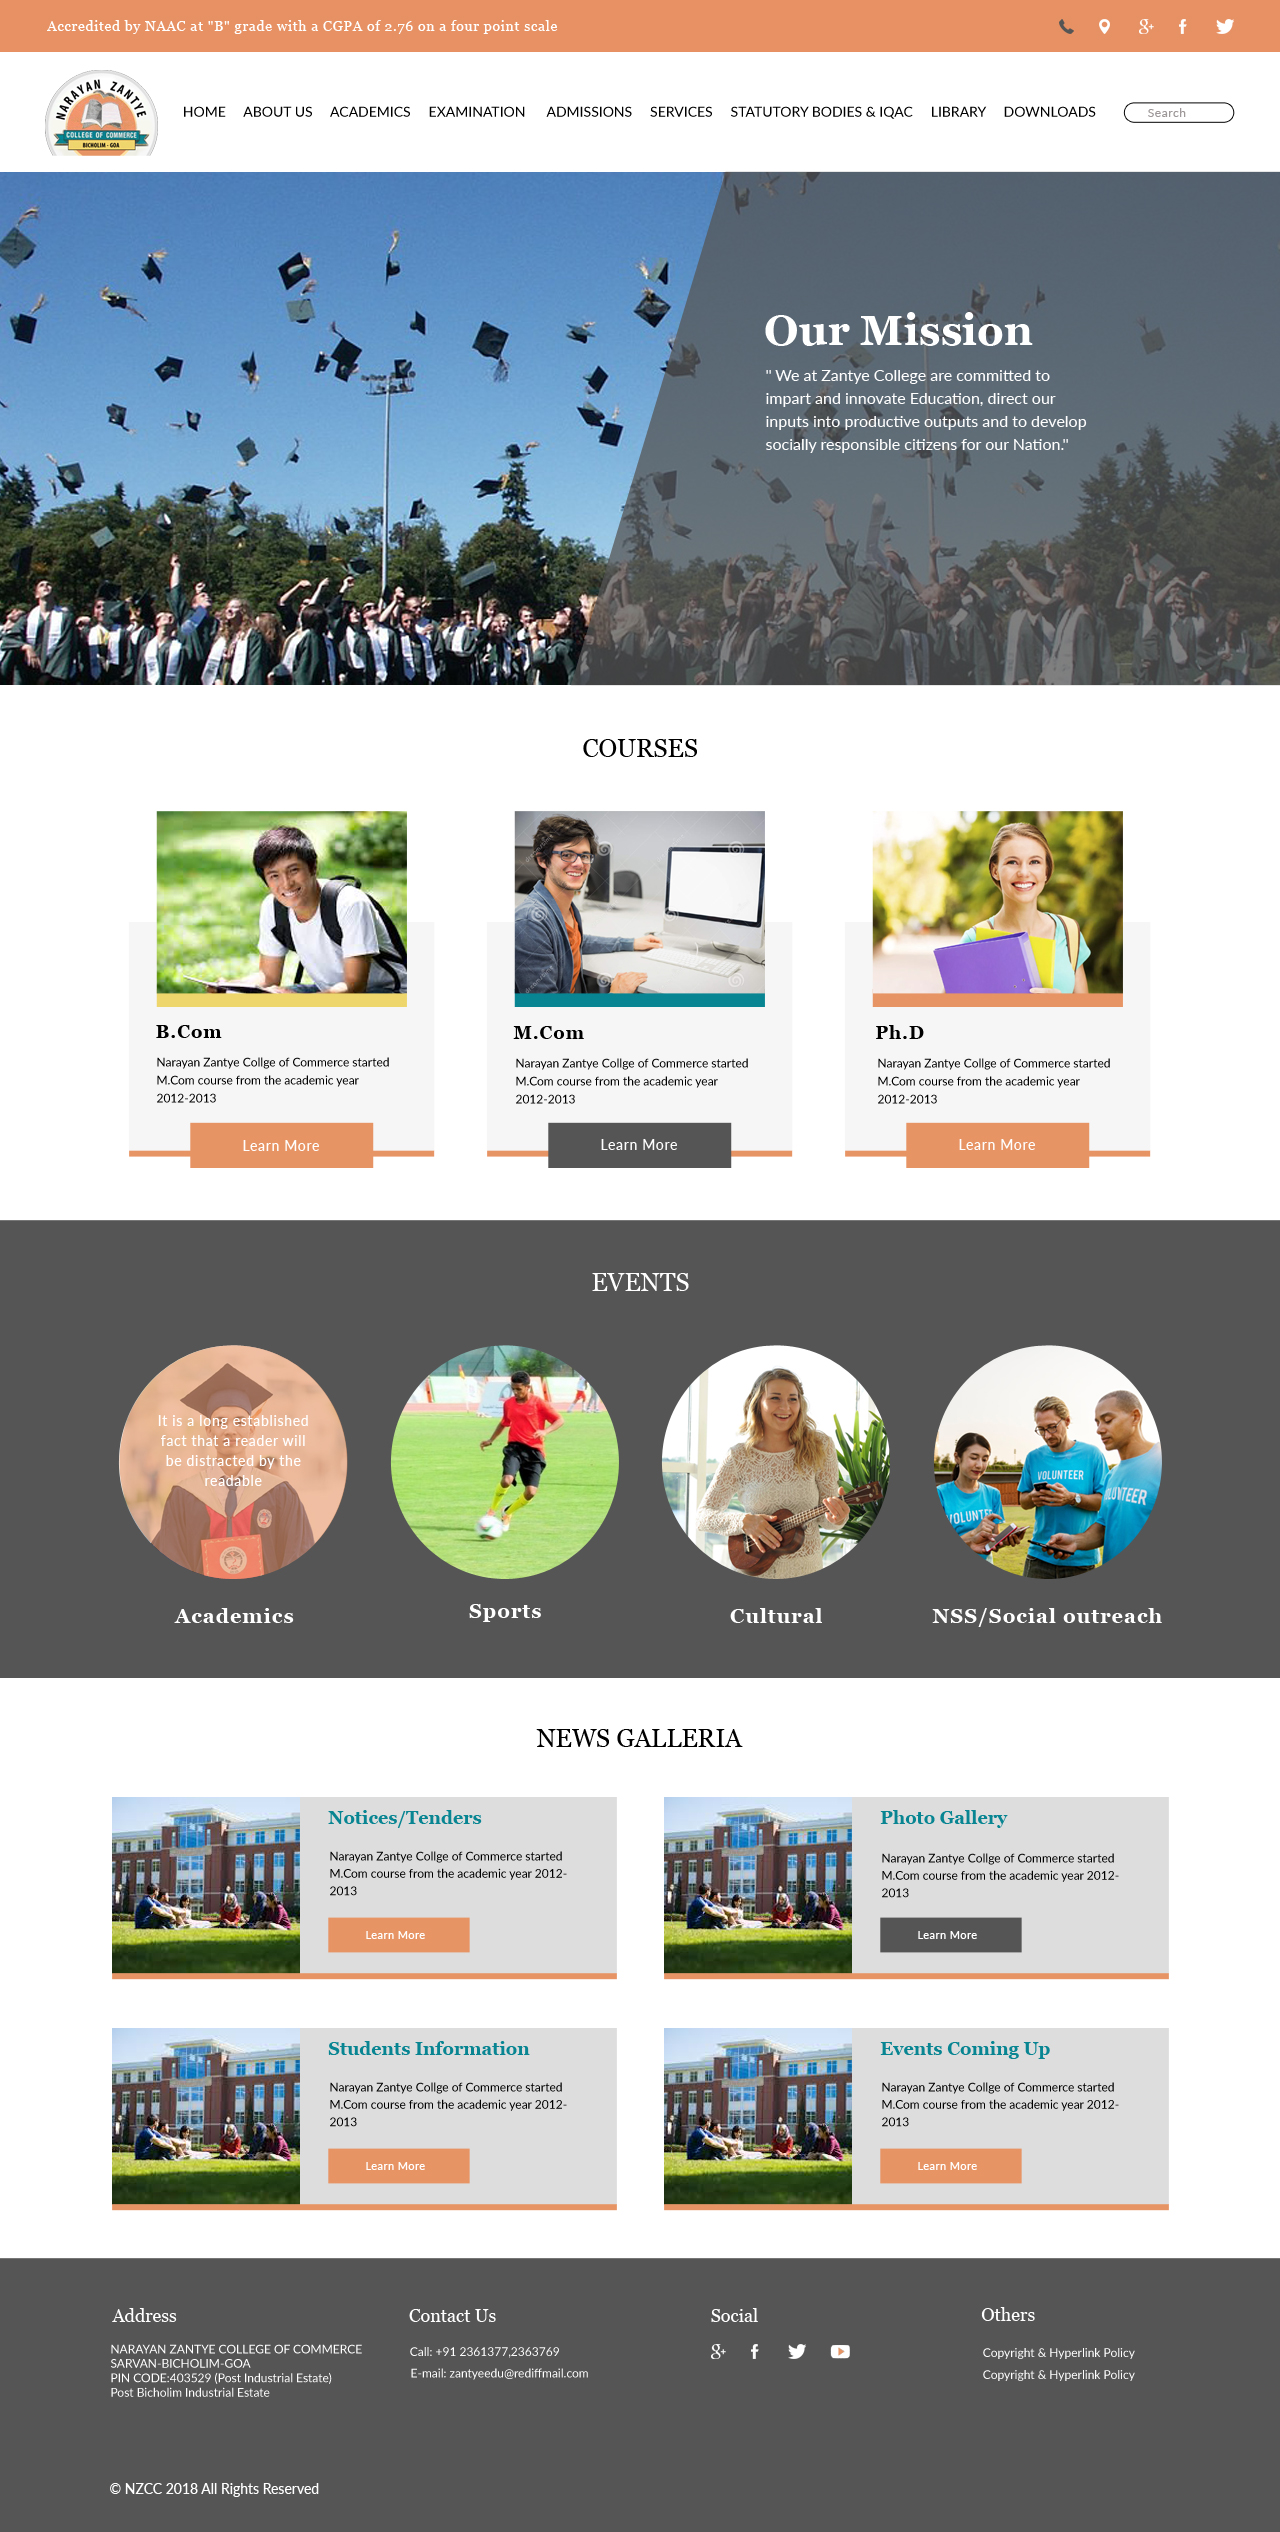 Accredited by NAAC at "B" grade with a CGPA of 2.76 on a four point scale
NARAYAN ZANTYE
COLLEGE OF COMMERCE
BICHOLIM - GOA
HOME ABOUT US ACADEMICS EXAMINATION ADMISSIONS SERVICES STATUTORY BODIES & IQAC LIBRARY DOWNLOADS
Search
Our Mission
" We at Zantye College are committed to
impart and innovate Education, direct our
inputs into productive outputs and to develop
socially responsible citizens for our Nation."
COURSES
B.Com
Narayan Zantye Collge of Commerce started
M.Com course from the academic year
2012-2013
Learn More
M.Com
Narayan Zantye Collge of Commerce started
M.Com course from the academic year
2012-2013
Learn More
Ph.D
Narayan Zantye Collge of Commerce started
M.Com course from the academic year
2012-2013
Learn More
EVENTS
It is a long established
fact that a reader will
be distracted by the
readable
Academics
Sports
Cultural
VOLUNTEER
VOLUNTEER
VOLUNTEER
NSS/Social outreach
NEWS GALLERIA
Notices/Tenders
Narayan Zantye Collge of Commerce started
M.Com course from the academic year 2012-
2013
Learn More
Photo Gallery
Narayan Zantye Collge of Commerce started
M.Com course from the academic year 2012-
2013
Learn More
Students Information
Narayan Zantye Collge of Commerce started
M.Com course from the academic year 2012-
2013
Learn More
Events Coming Up
Narayan Zantye Collge of Commerce started
M.Com course from the academic year 2012-
2013
Learn More
Address
NARAYAN ZANTYE COLLEGE OF COMMERCE
SARVAN-BICHOLIM-GOA
PIN CODE:403529 (Post Industrial Estate)
Post Bicholim Industrial Estate
Contact Us
Call: +91 2361377,2363769
E-mail: zantyeedu@rediffmail.com
Social
Others
Copyright & Hyperlink Policy
Copyright & Hyperlink Policy
© NZCC 2018 All Rights Reserved